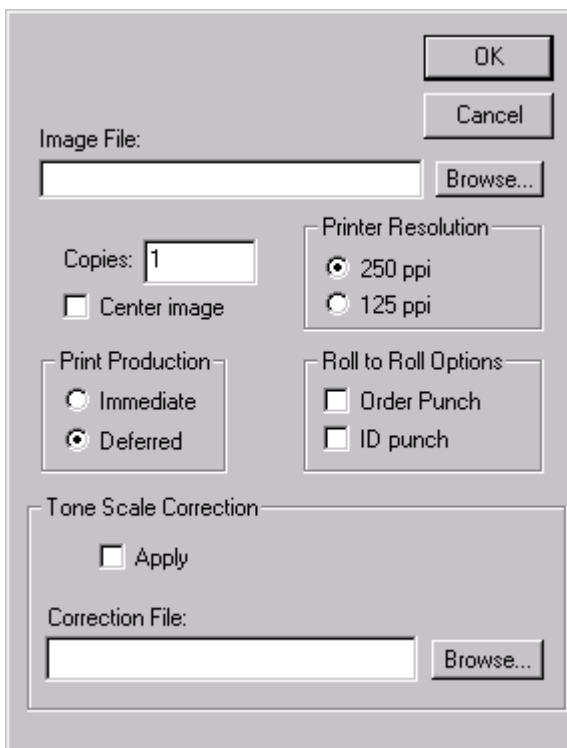 OK
Cancel
Image File:
Browse...
Copies: 1
Center image
Printer Resolution
250 ppi
125 ppi
Print Production
Immediate
Deferred
Roll to Roll Options
Order Punch
ID punch
Tone Scale Correction
Apply
Correction File:
Browse...